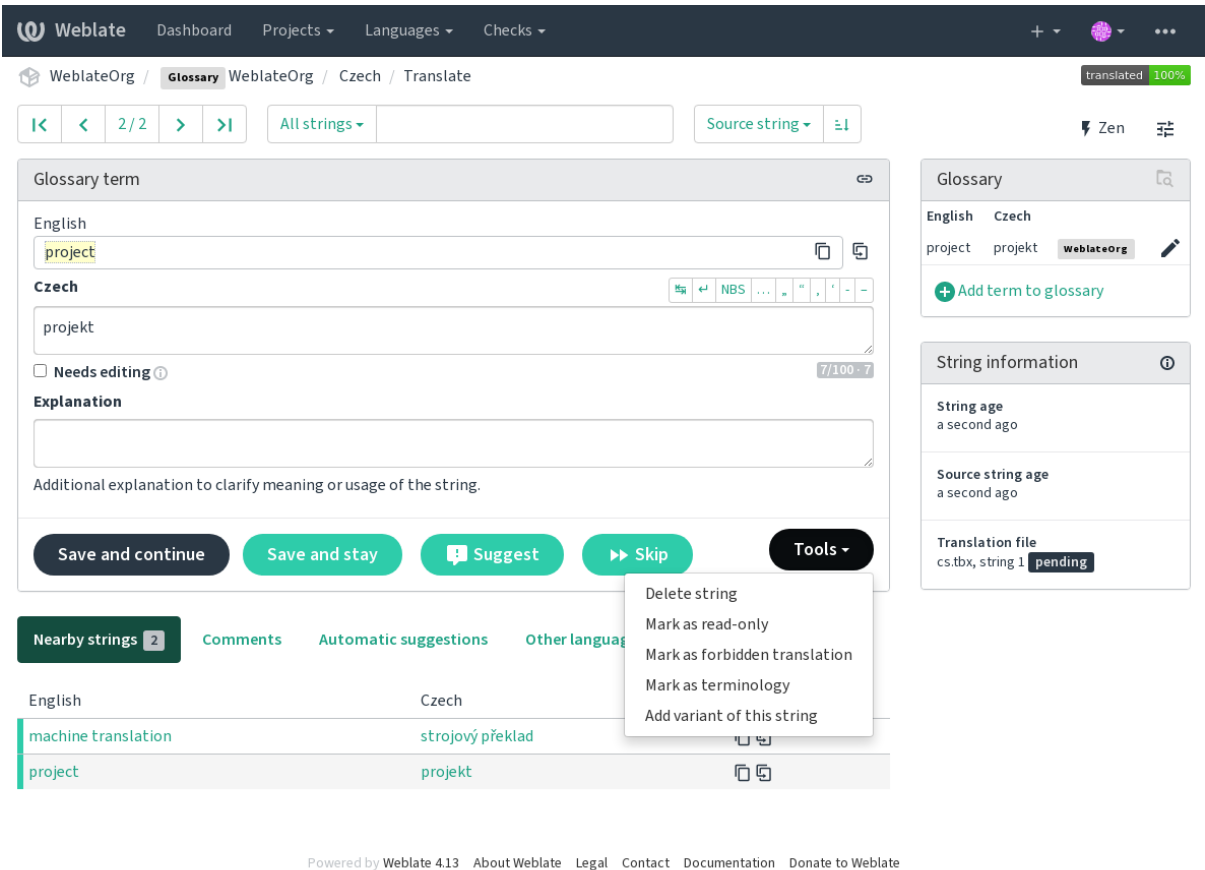 Weblate Dashboard Projects Languages Checks
WeblateOrg / Glossary WeblateOrg / Czech / Translate translated 100%
2 / 2 All strings Source string Zen
Glossary term
English
project
Czech NBS … „ “ ‚ ‘ - –
projekt
Needs editing 7/100 · 7
Explanation
Additional explanation to clarify meaning or usage of the string.
Save and continue Save and stay Suggest Skip Tools
Delete string
Mark as read-only
Mark as forbidden translation
Mark as terminology
Add variant of this string
Nearby strings 2 Comments Automatic suggestions Other
English Czech
machine translation strojový překlad
project projekt
Glossary
English Czech
project projekt WeblateOrg
Add term to glossary
String information
String age
a second ago
Source string age
a second ago
Translation file
cs.tbx, string 1 pending
Powered by Weblate 4.13 About Weblate Legal Contact Documentation Donate to Weblate